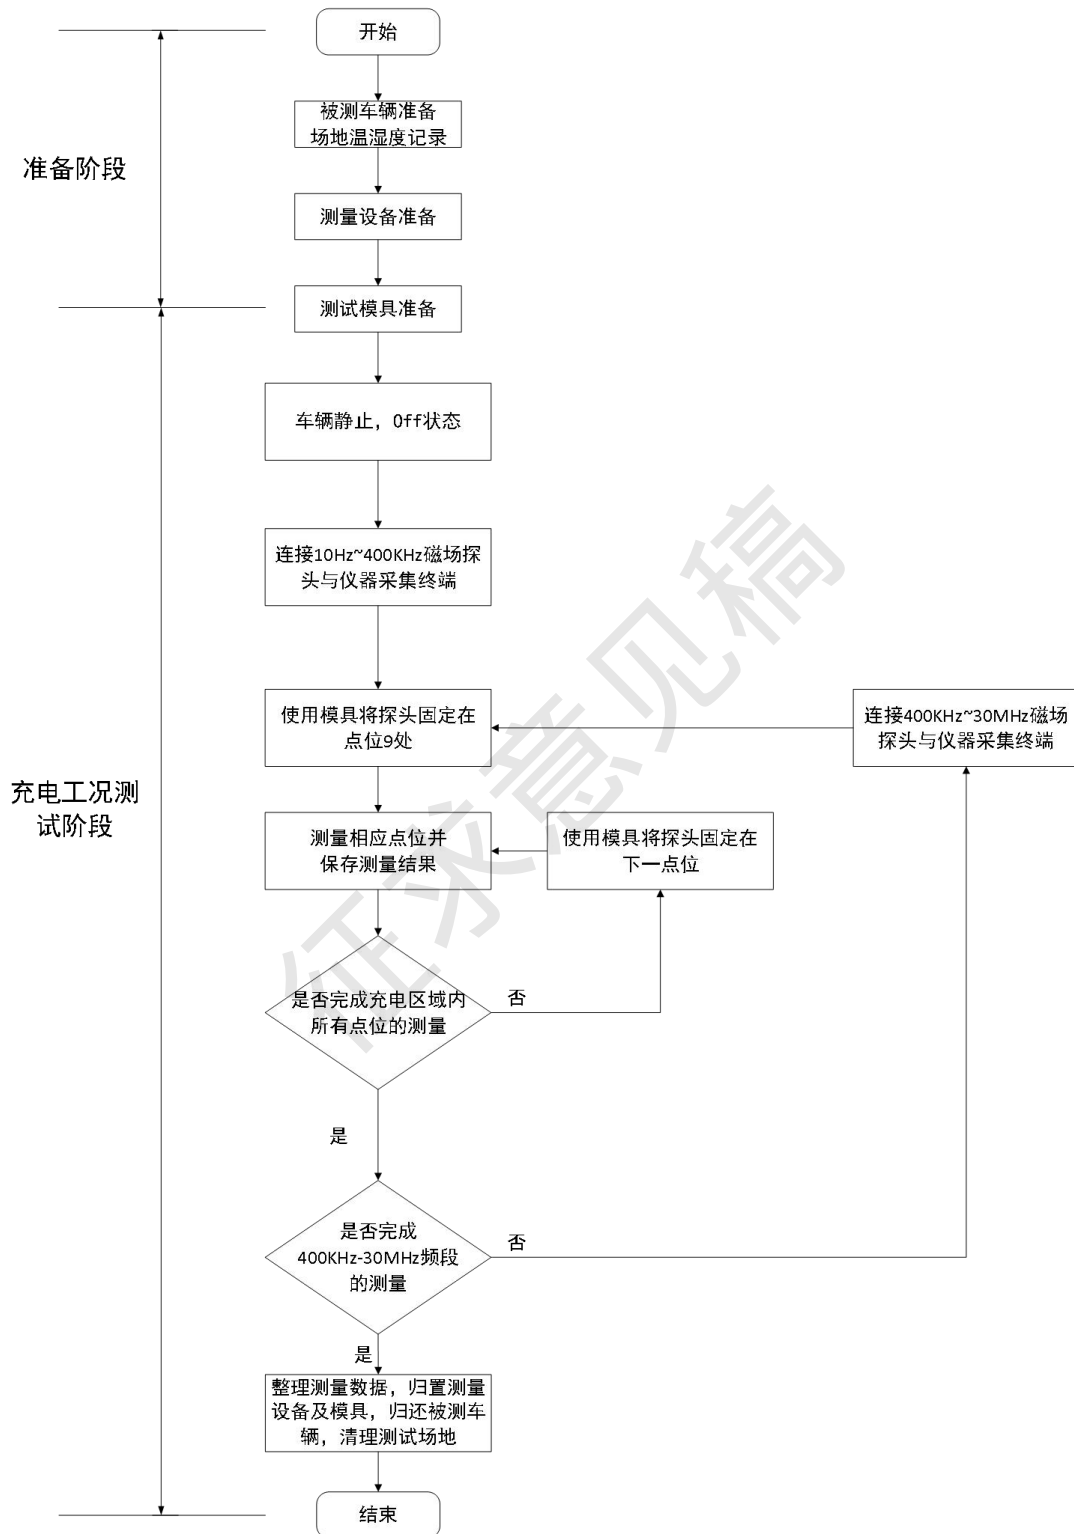 开始
被测车辆准备
场地温湿度记录
准备阶段
测量设备准备
测试模具准备
车辆静止，Off状态
连接10Hz~400KHz磁场探
头与仪器采集终端
使用模具将探头固定在
点位9处
连接400KHz~30MHz磁场
探头与仪器采集终端
充电工况测
试阶段
测量相应点位并
保存测量结果
使用模具将探头固定在
下一点位
是否完成充电区域内
所有点位的测量
否
是
是否完成
400KHz-30MHz频段
的测量
否
是
整理测量数据，归置测量
设备及模具，归还被测车
辆，清理测试场地
结束
征求意见稿